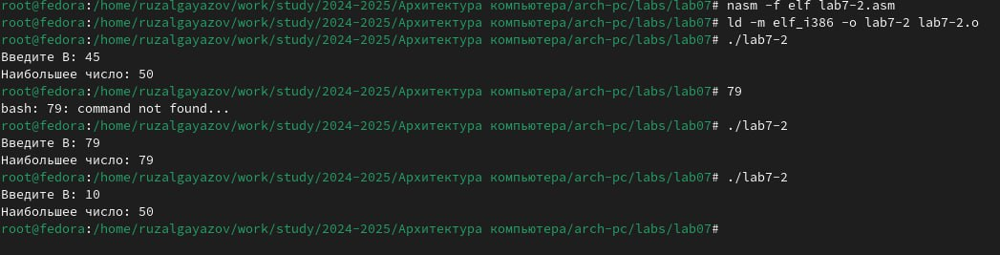 root@fedora:/home/ruzalgayazov/work/study/2024-2025/Архитектура компьютера/arch-pc/labs/lab07# nasm -f elf lab7-2.asm
root@fedora:/home/ruzalgayazov/work/study/2024-2025/Архитектура компьютера/arch-pc/labs/lab07# ld -m elf_i386 -o lab7-2 lab7-2.o
root@fedora:/home/ruzalgayazov/work/study/2024-2025/Архитектура компьютера/arch-pc/labs/lab07# ./lab7-2
Введите В: 45
Наибольшее число: 50
root@fedora:/home/ruzalgayazov/work/study/2024-2025/Архитектура компьютера/arch-pc/labs/lab07# 79
bash: 79: command not found...
root@fedora:/home/ruzalgayazov/work/study/2024-2025/Архитектура компьютера/arch-pc/labs/lab07# ./lab7-2
Введите В: 79
Наибольшее число: 79
root@fedora:/home/ruzalgayazov/work/study/2024-2025/Архитектура компьютера/arch-pc/labs/lab07# ./lab7-2
Введите В: 10
Наибольшее число: 50
root@fedora:/home/ruzalgayazov/work/study/2024-2025/Архитектура компьютера/arch-pc/labs/lab07#